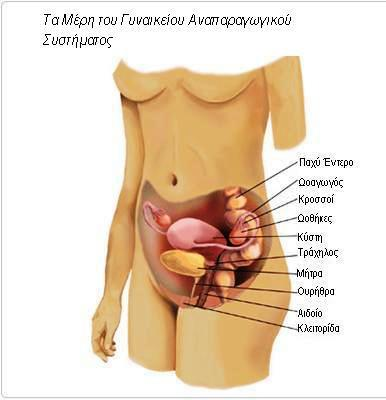 Τα Μέρη του Γυναικείου Αναπαραγωγικού
Συστήματος
Παχύ Έντερο
Ωοαγωγός
Κροσσοί
Ωοθήκες
Κύστη
Τράχηλος
Μήτρα
Ουρήθρα
Αιδοίο
Κλειτορίδα